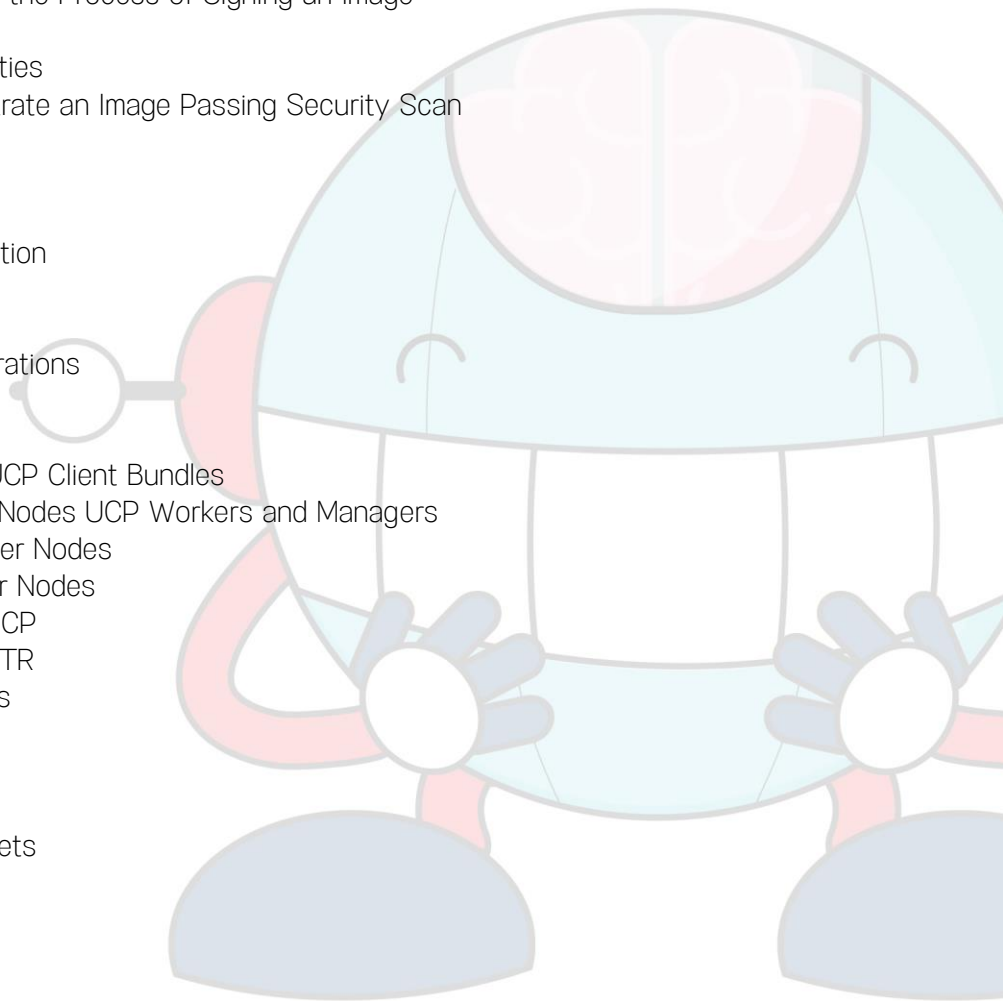 the Process of Signing an Image
ties
rate an Image Passing Security Scan
tion
rations
UCP Client Bundles
Nodes UCP Workers and Managers
er Nodes
r Nodes
CP
TR
s
ets